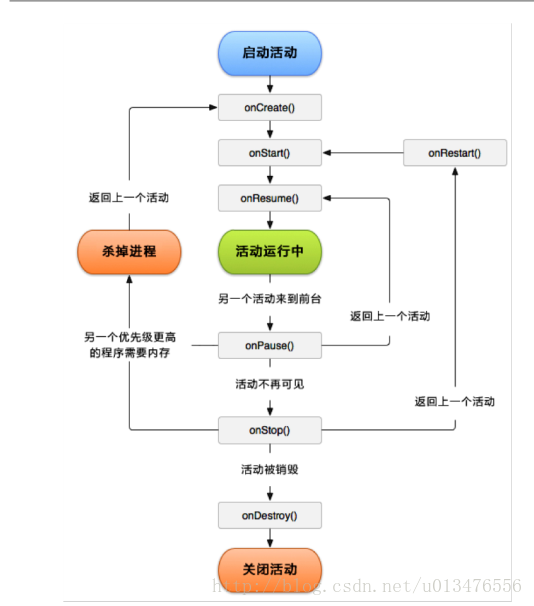 启动活动
onCreate()
onStart()
onRestart()
返回上一个活动
onResume()
杀掉进程
活动运行中
另一个活动来到前台
返回上一个活动
另一个优先级更高
的程序需要内存
onPause()
活动不再可见
返回上一个活动
onStop()
活动被销毁
onDestroy()
关闭活动
http://blog.csdn.net/u013476556